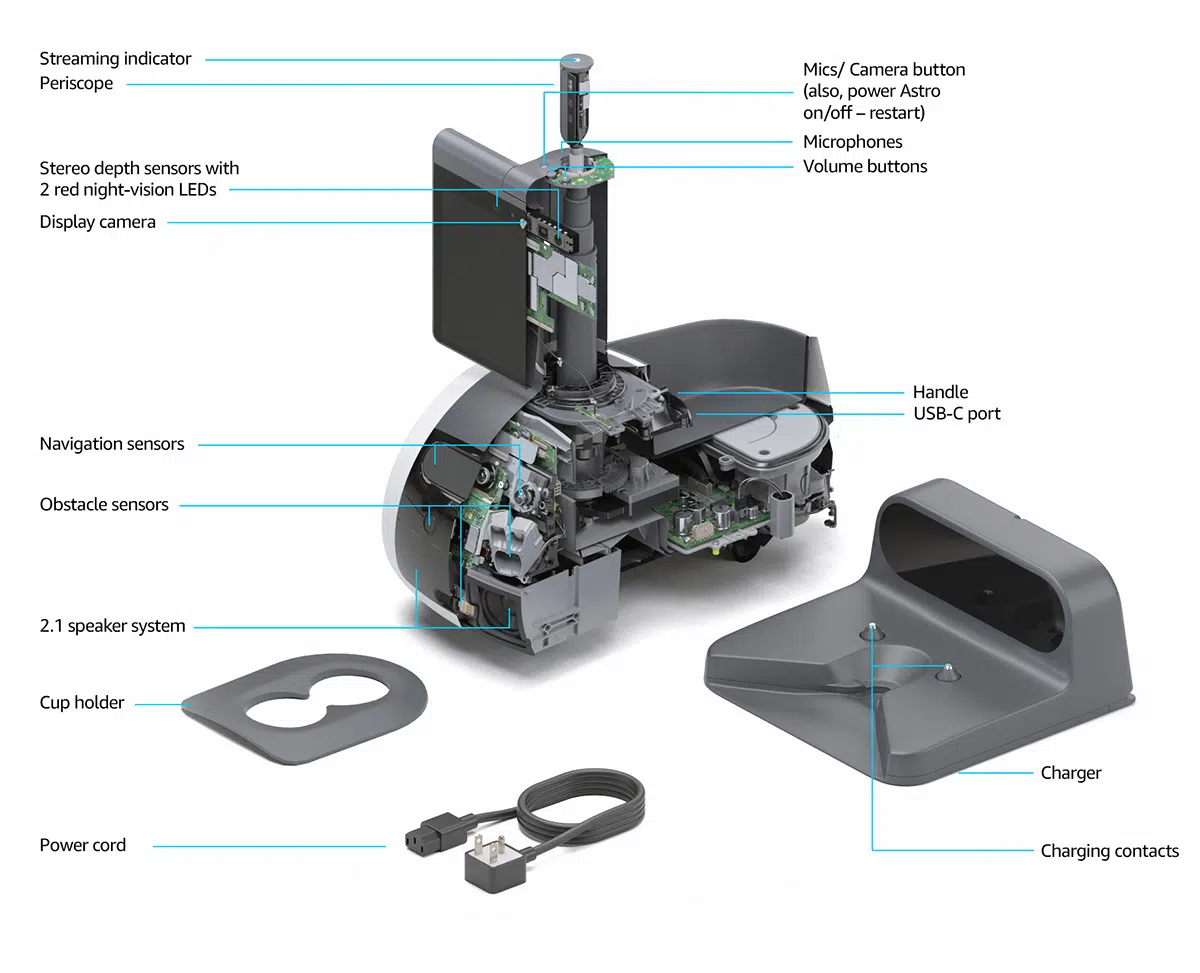 Streaming indicator
Periscope
Stereo depth sensors with
2 red night-vision LEDs
Display camera
Navigation sensors
Obstacle sensors
2.1 speaker system
Cup holder
Power cord
Mics/ Camera button
(also, power Astro
on/off – restart)
Microphones
Volume buttons
Handle
USB-C port
Charger
Charging contacts